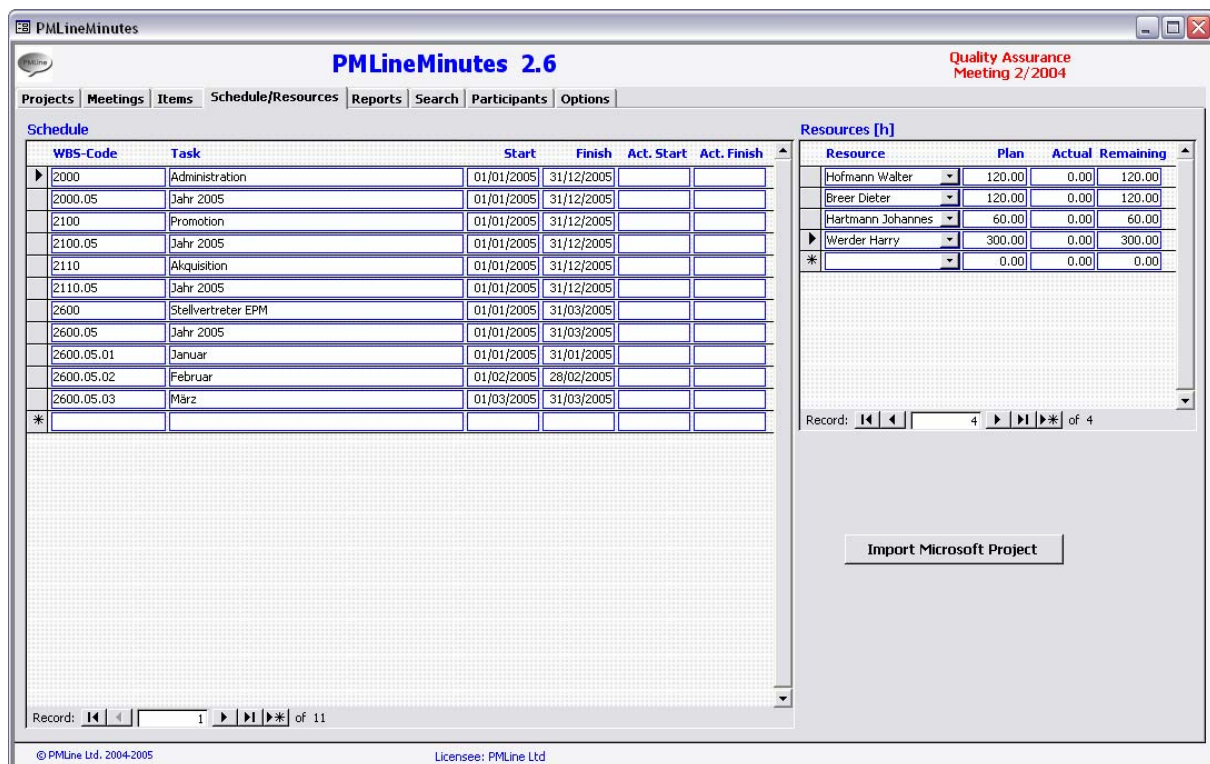 PMLineMinutes
PMLine
PMLineMinutes 2.6
Quality Assurance
Meeting 2/2004
Projects Meetings Items Schedule/Resources Reports Search Participants Options
Schedule
WBS-Code Task Start Finish Act. Start Act. Finish
2000 Administration 01/01/2005 31/12/2005
2000.05 Jahr 2005 01/01/2005 31/12/2005
2100 Promotion 01/01/2005 31/12/2005
2100.05 Jahr 2005 01/01/2005 31/12/2005
2110 Akquisition 01/01/2005 31/12/2005
2110.05 Jahr 2005 01/01/2005 31/12/2005
2600 Stellvertreter EPM 01/01/2005 31/03/2005
2600.05 Jahr 2005 01/01/2005 31/03/2005
2600.05.01 Januar 01/01/2005 31/01/2005
2600.05.02 Februar 01/02/2005 28/02/2005
2600.05.03 März 01/03/2005 31/03/2005
Record: 1 of 11
Resources [h]
Resource Plan Actual Remaining
Hofmann Walter 120.00 0.00 120.00
Breer Dieter 120.00 0.00 120.00
Hartmann Johannes 60.00 0.00 60.00
Werder Harry 300.00 0.00 300.00
0.00 0.00 0.00
Record: 4 of 4
Import Microsoft Project
© PMLine Ltd. 2004-2005
Licensee: PMLine Ltd